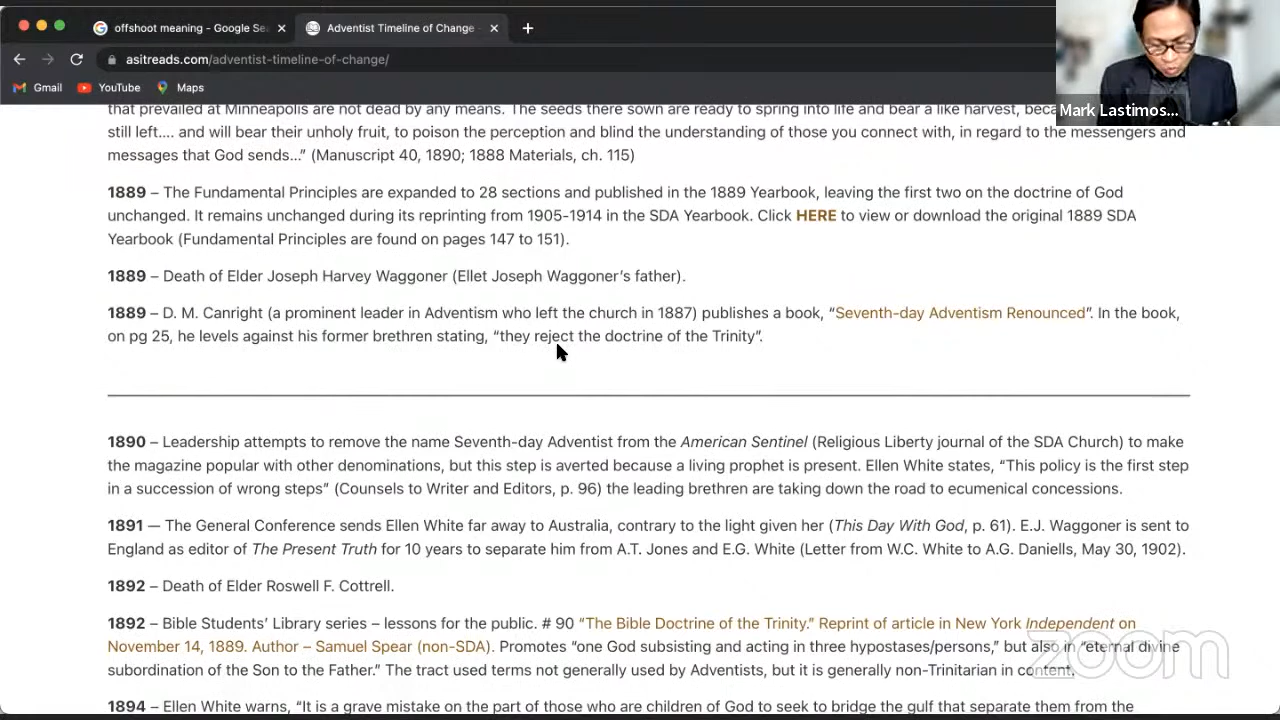 offshoot meaning - Google Se
Adventist Timeline of Change
asitreads.com/adventist-timeline-of-change/
Gmail YouTube Maps
Mark Lastimos...
that prevailed at Minneapolis are not dead by any means. The seeds there sown are ready to spring into life and bear a like harvest, beca
still left.... and will bear their unholy fruit, to poison the perception and blind the understanding of those you connect with, in regard to the messengers and
messages that God sends...” (Manuscript 40, 1890; 1888 Materials, ch. 115)
1889 – The Fundamental Principles are expanded to 28 sections and published in the 1889 Yearbook, leaving the first two on the doctrine of God
unchanged. It remains unchanged during its reprinting from 1905-1914 in the SDA Yearbook. Click HERE to view or download the original 1889 SDA
Yearbook (Fundamental Principles are found on pages 147 to 151).
1889 – Death of Elder Joseph Harvey Waggoner (Ellet Joseph Waggoner’s father).
1889 – D. M. Canright (a prominent leader in Adventism who left the church in 1887) publishes a book, “Seventh-day Adventism Renounced”. In the book,
on pg 25, he levels against his former brethren stating, “they reject the doctrine of the Trinity”.
1890 – Leadership attempts to remove the name Seventh-day Adventist from the American Sentinel (Religious Liberty journal of the SDA Church) to make
the magazine popular with other denominations, but this step is averted because a living prophet is present. Ellen White states, “This policy is the first step
in a succession of wrong steps” (Counsels to Writer and Editors, p. 96) the leading brethren are taking down the road to ecumenical concessions.
1891 — The General Conference sends Ellen White far away to Australia, contrary to the light given her (This Day With God, p. 61). E.J. Waggoner is sent to
England as editor of The Present Truth for 10 years to separate him from A.T. Jones and E.G. White (Letter from W.C. White to A.G. Daniells, May 30, 1902).
1892 – Death of Elder Roswell F. Cottrell.
1892 – Bible Students’ Library series – lessons for the public. # 90 “The Bible Doctrine of the Trinity.” Reprint of article in New York Independent on
November 14, 1889. Author – Samuel Spear (non-SDA). Promotes “one God subsisting and acting in three hypostases/persons,” but also in “eternal divine
subordination of the Son to the Father.” The tract used terms not generally used by Adventists, but it is generally non-Trinitarian in content.
zoom
1894 – Ellen White warns, “It is a grave mistake on the part of those who are children of God to seek to bridge the gulf that separate them from the